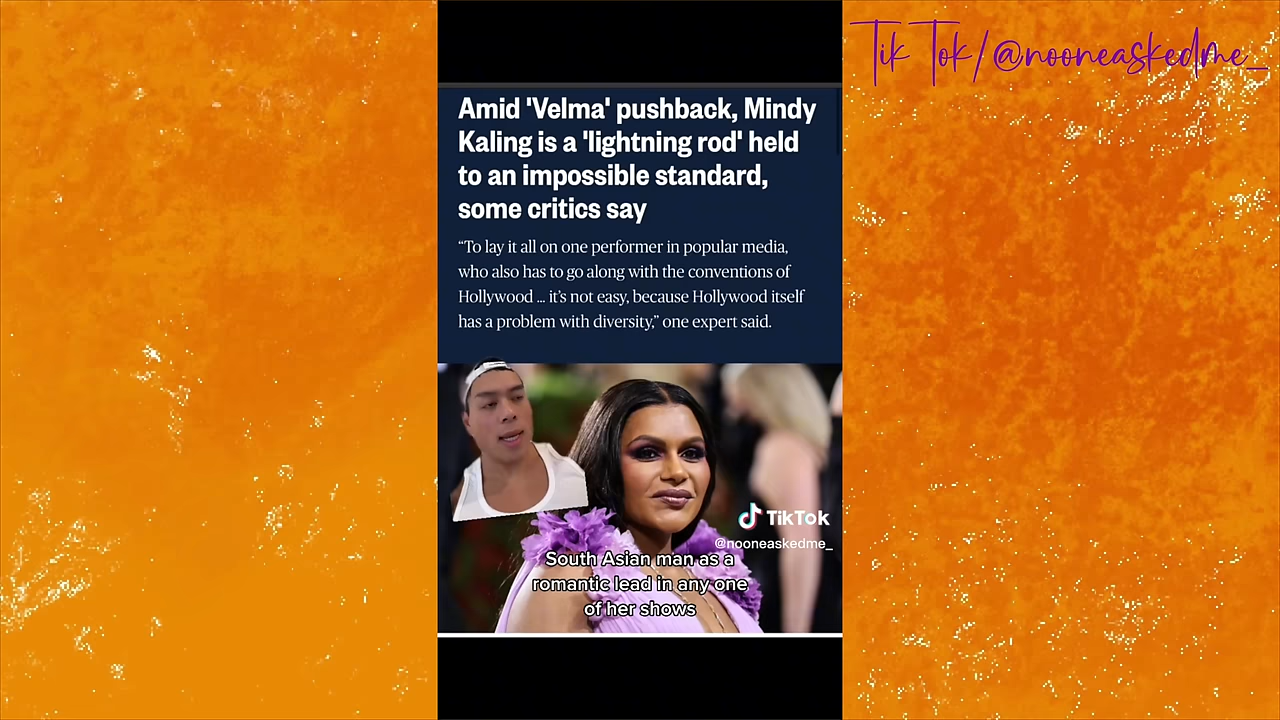 Tik Tok/@nooneaskedme_
Amid 'Velma' pushback, Mindy
Kaling is a 'lightning rod' held
to an impossible standard,
some critics say
“To lay it all on one performer in popular media,
who also has to go along with the conventions of
Hollywood ... it’s not easy, because Hollywood itself
has a problem with diversity,” one expert said.
TikTok
@nooneaskedme_
South Asian man as a
romantic lead in any one
of her shows